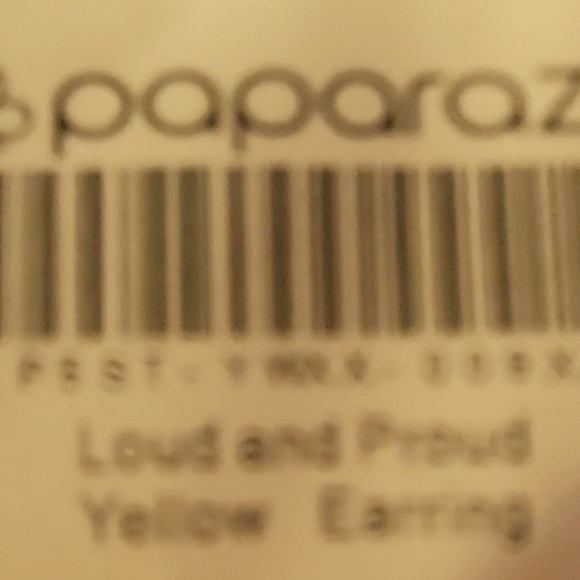 paparaz
Loud and Proud
Yellow Earring